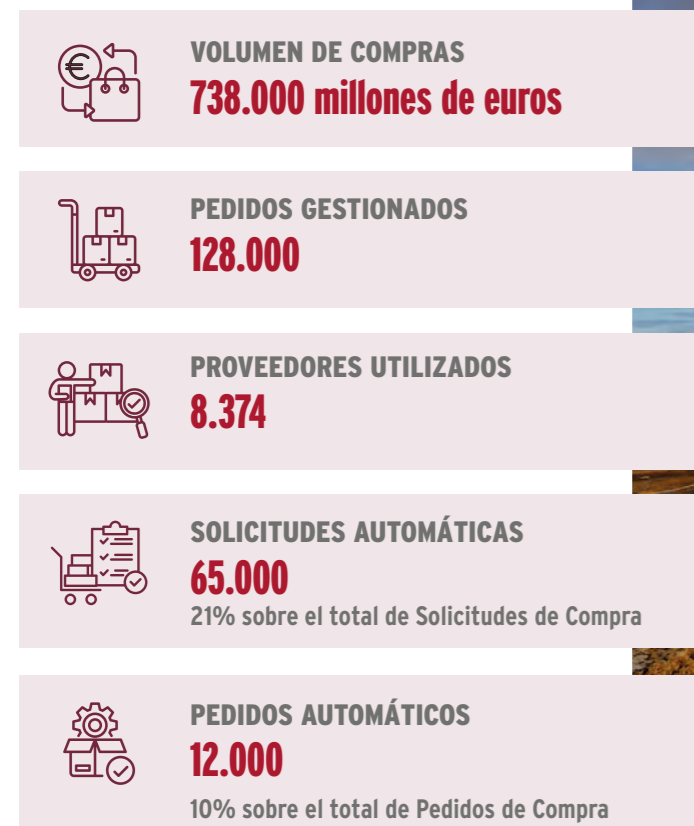 VOLUMEN DE COMPRAS
738.000 millones de euros
PEDIDOS GESTIONADOS
128.000
PROVEEDORES UTILIZADOS
8.374
SOLICITUDES AUTOMÁTICAS
65.000
21% sobre el total de Solicitudes de Compra
PEDIDOS AUTOMÁTICOS
12.000
10% sobre el total de Pedidos de Compra